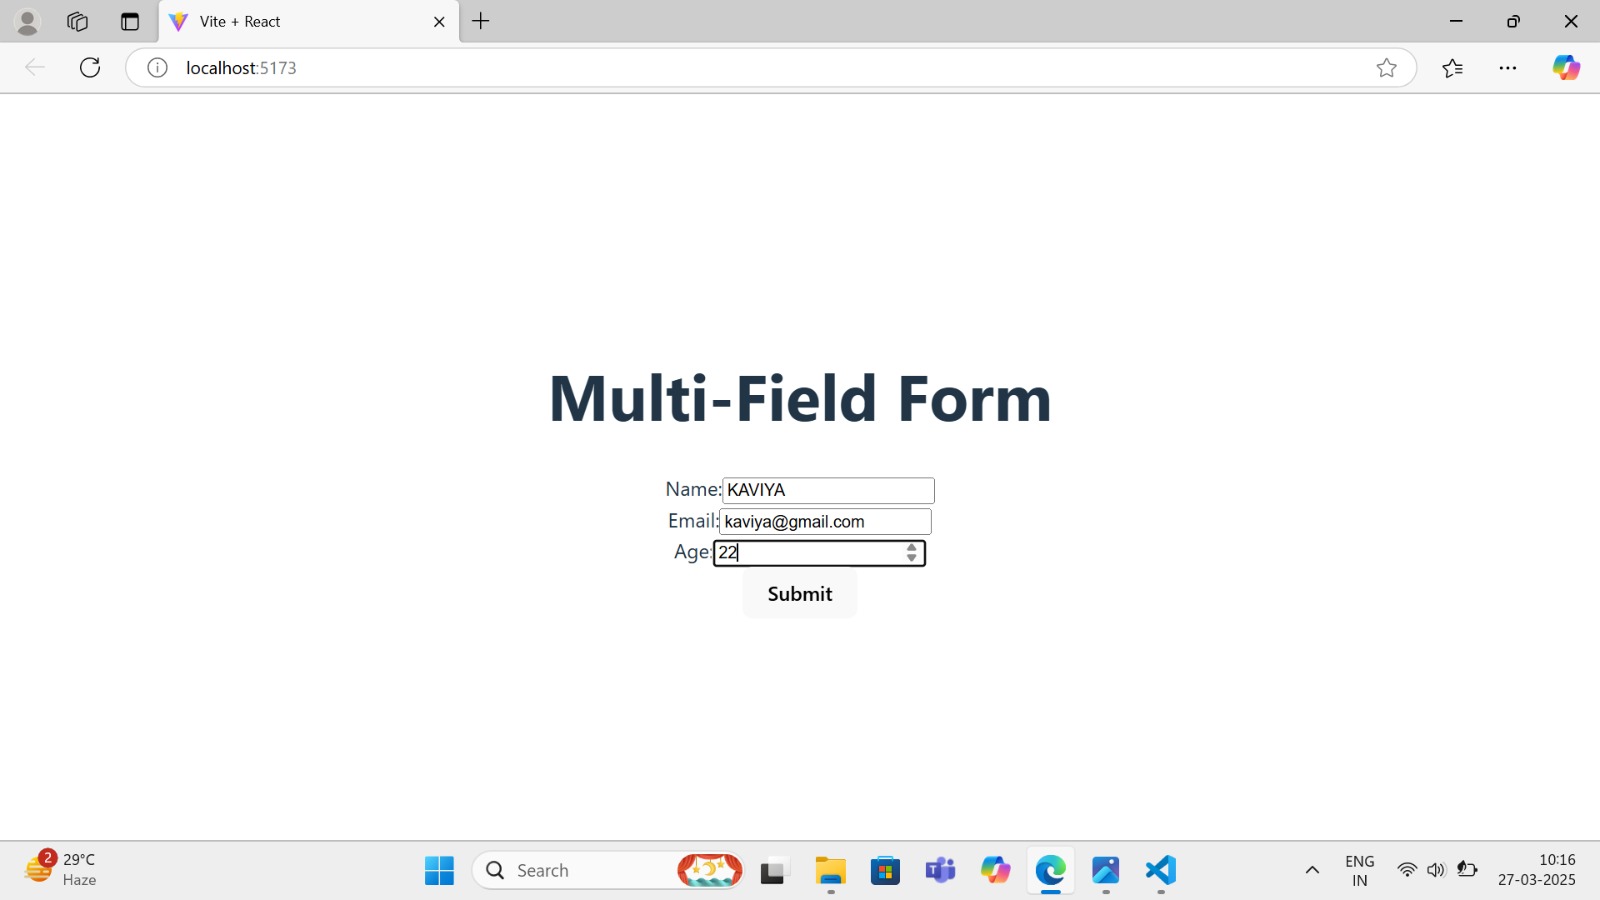 Vite + React
localhost:5173
Multi-Field Form
Name: KAVIYA
Email: kaviya@gmail.com
Age: 22
Submit
2
29°C
Haze
Search
ENG
IN
10:16
27-03-2025